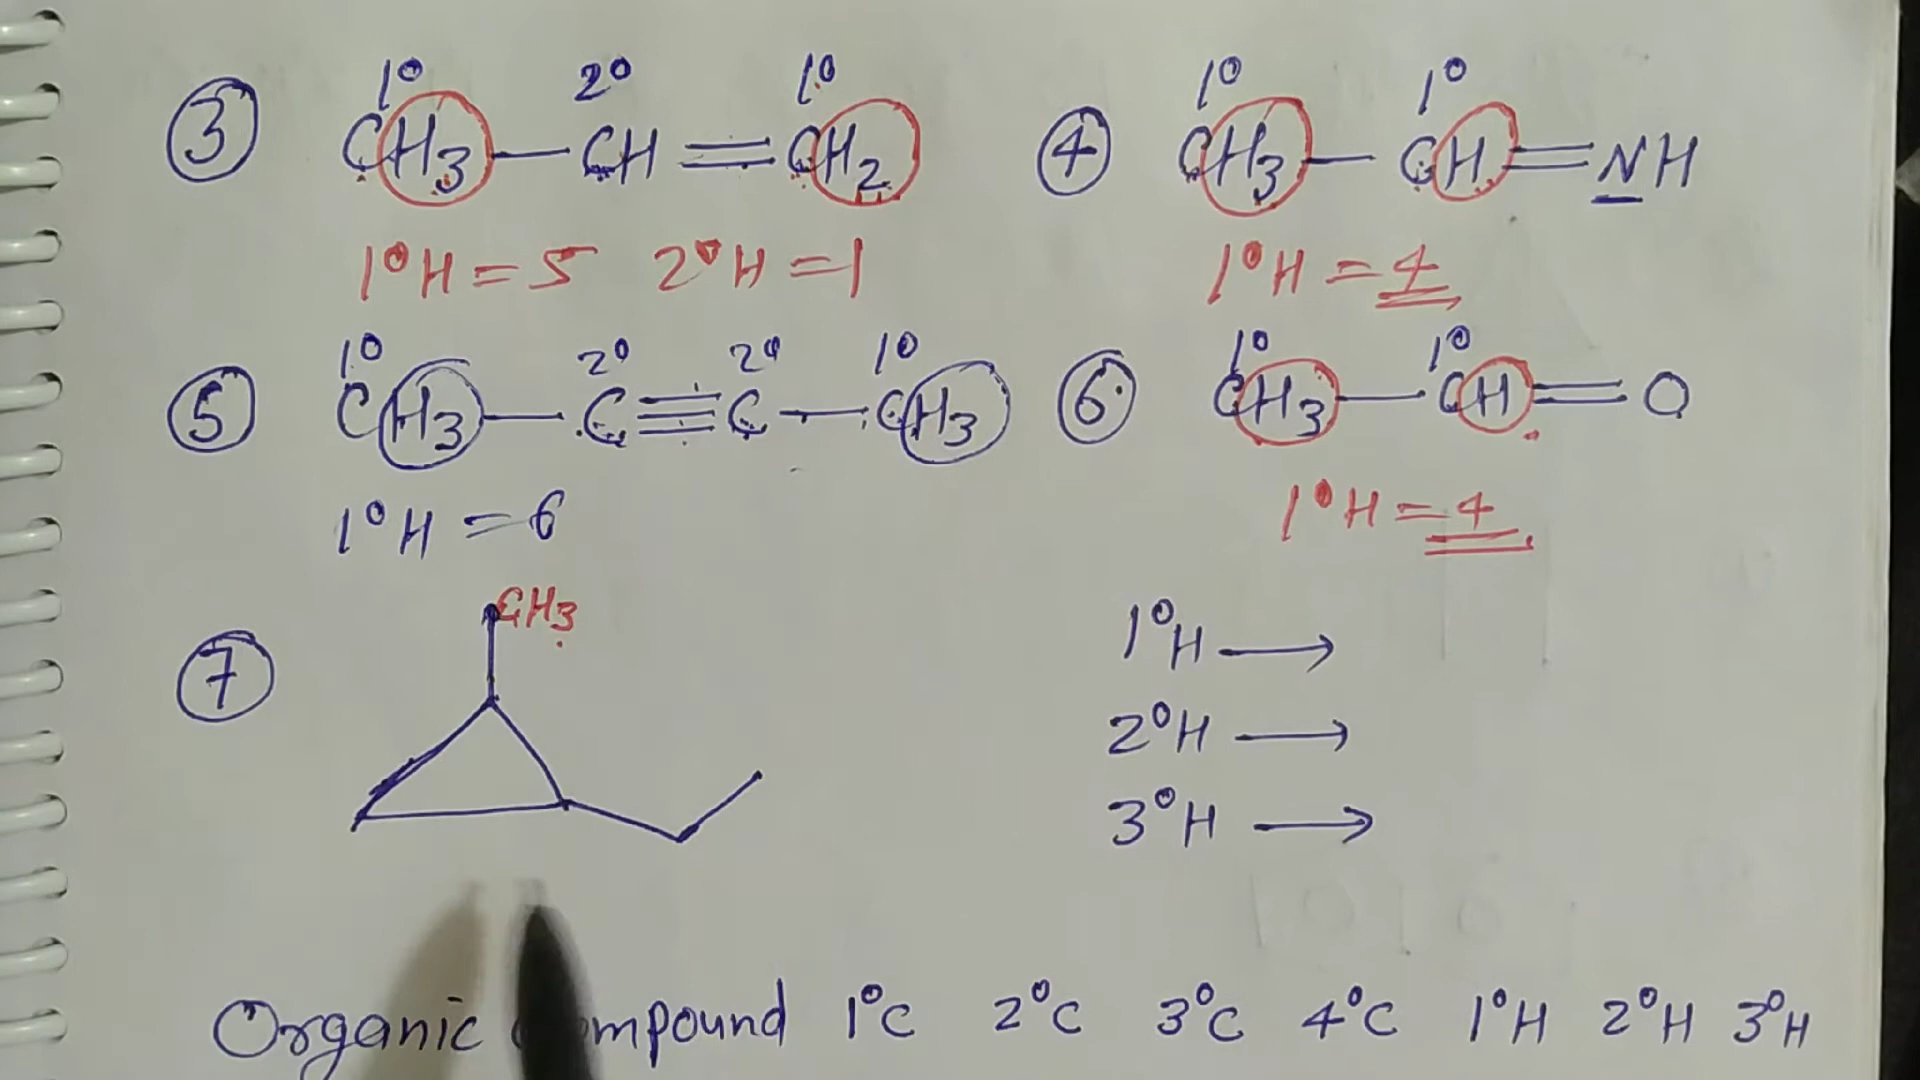 1° 2° 1°
③ CH3 — CH = CH2
1°H = 5 2°H = 1
1° 1°
④ CH3 — CH = NH
1°H = 4
1° 2° 2° 1°
⑤ CH3 — C ≡ C — CH3
1°H = 6
1° 1°
⑥ CH3 — CH = O
1°H = 4
⑦ CH3
1°H →
2°H →
3°H →
Organic mpound 1°C 2°C 3°C 4°C 1°H 2°H 3°H